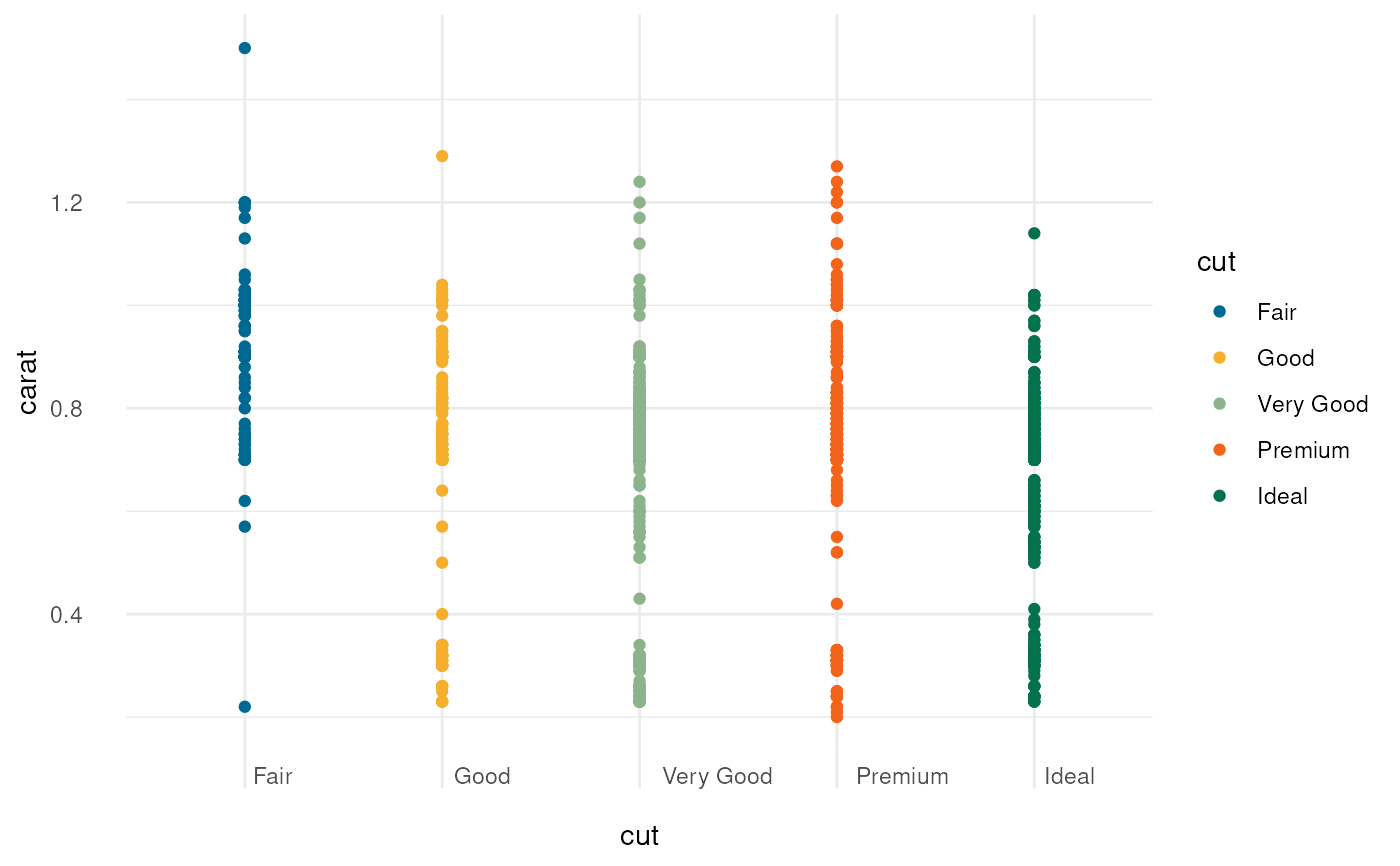 carat
1.2
0.8
0.4
Fair
Good
Very Good
Premium
Ideal
cut
cut
Fair
Good
Very Good
Premium
Ideal